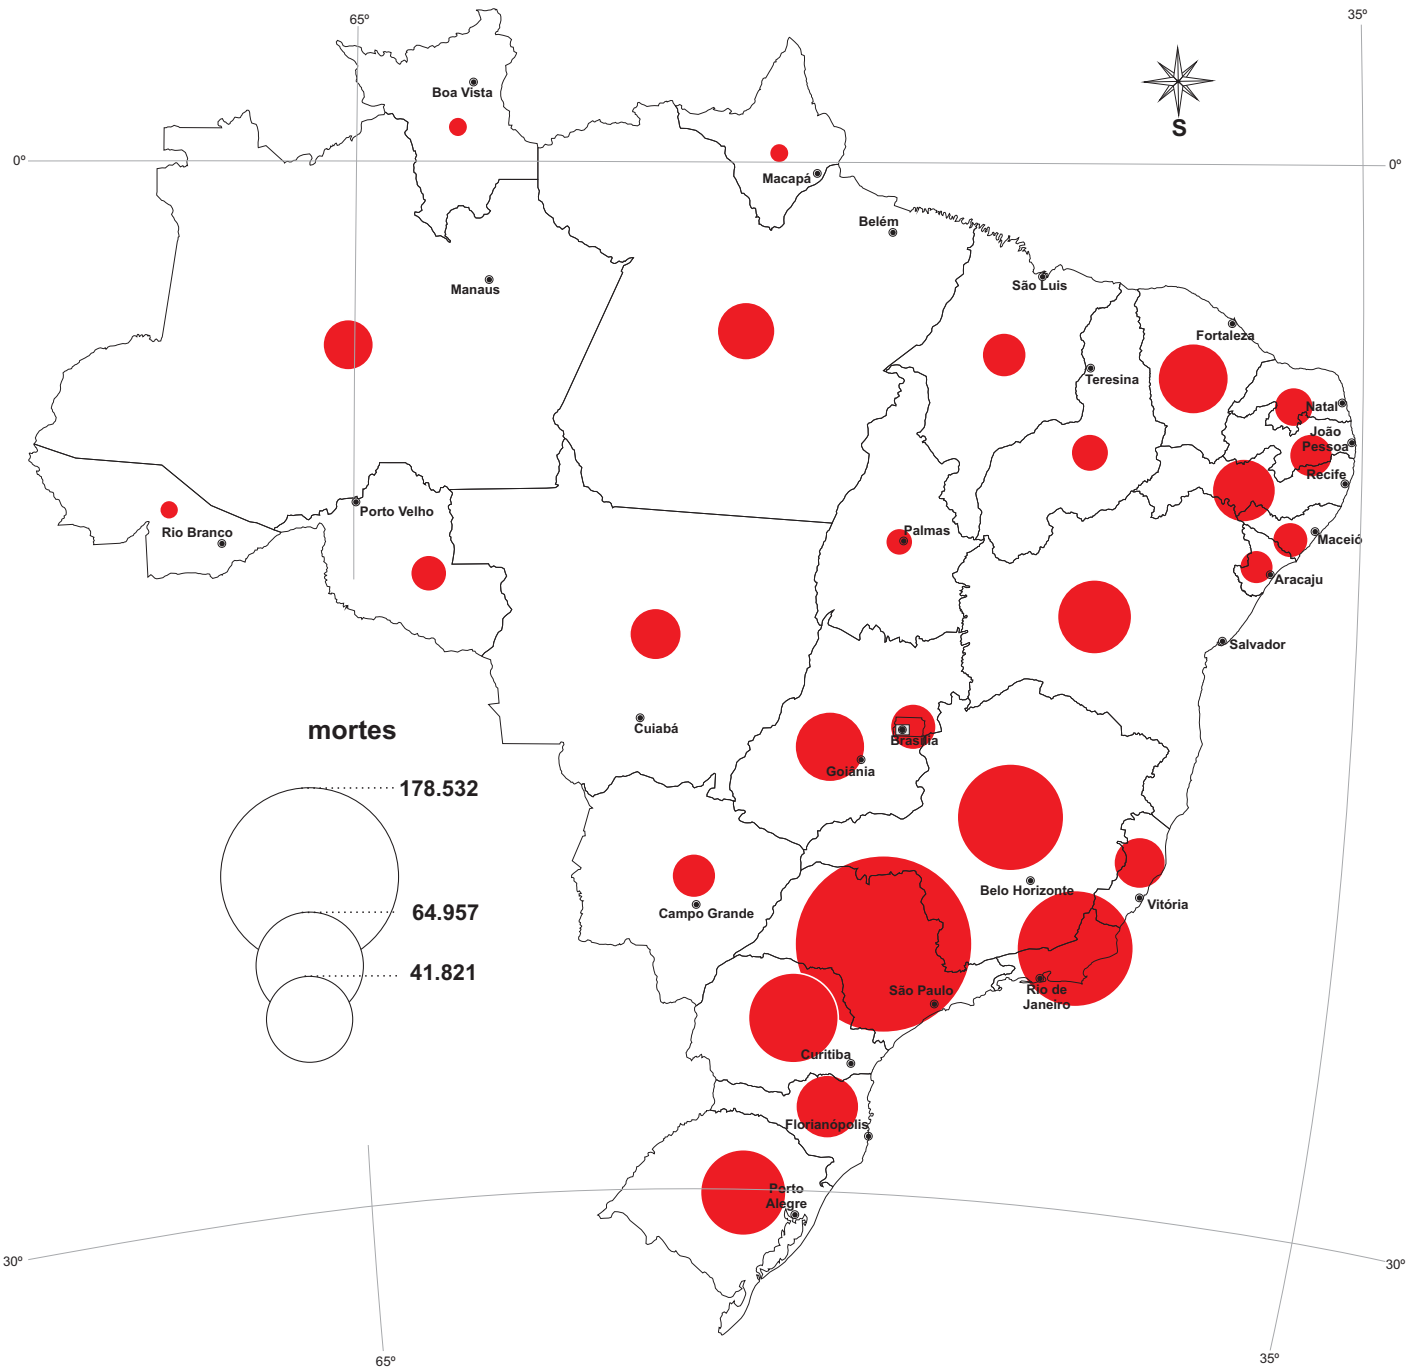 65º
35º
Boa Vista
S
0º
0º
Macapá
Belém
Manaus
São Luis
Fortaleza
Teresina
Natal
João
Pessoa
Recife
Porto Velho
Rio Branco
Palmas
Maceió
Aracaju
Salvador
Cuiabá
mortes
Brasília
Goiânia
178.532
Belo Horizonte
64.957
Campo Grande
Vitória
41.821
São Paulo
Rio de
Janeiro
Curitiba
Florianópolis
Porto
Alegre
30º
30º
65º
35º